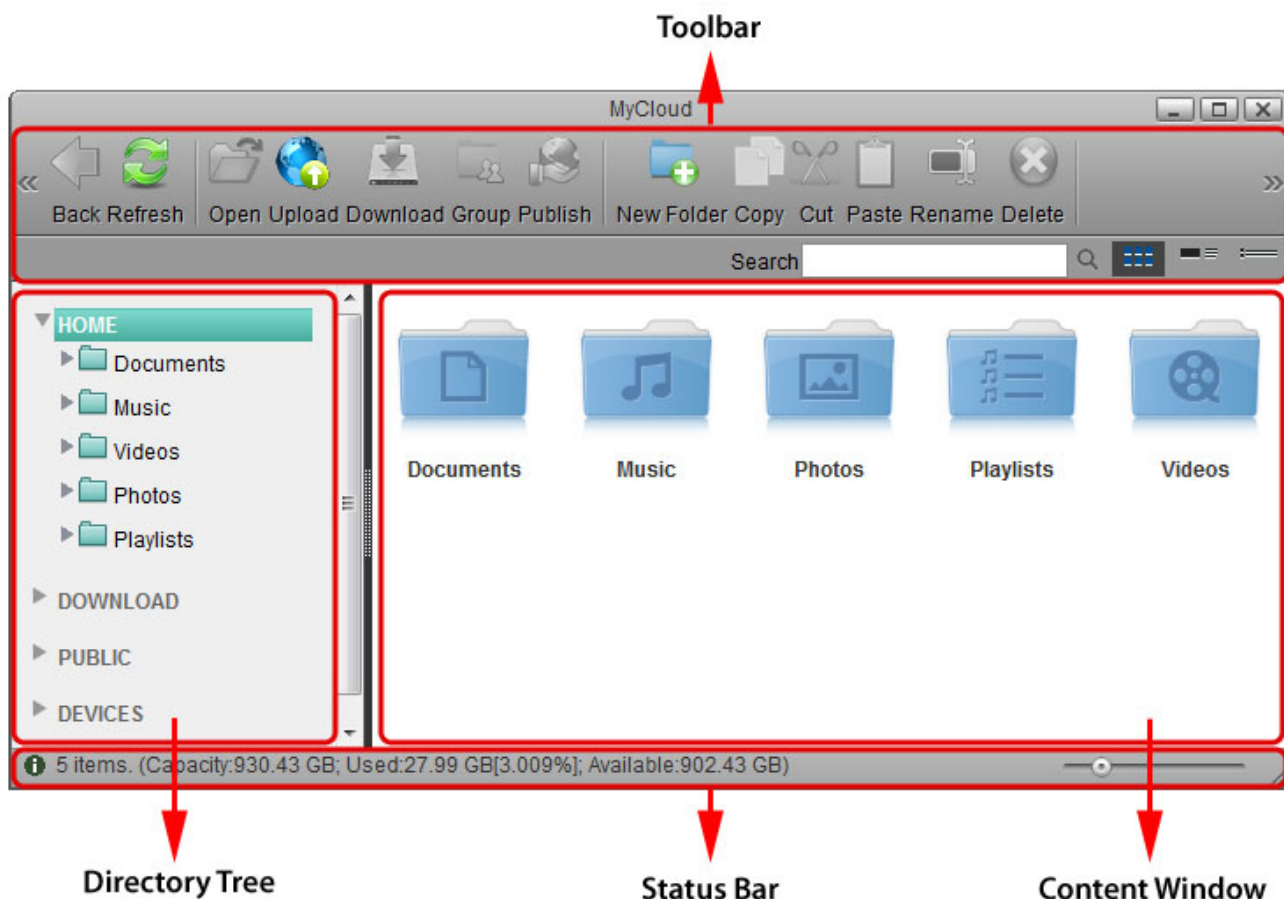 Toolbar
MyCloud
Back Refresh Open Upload Download Group Publish New Folder Copy Cut Paste Rename Delete
Search
HOME
Documents
Music
Videos
Photos
Playlists
DOWNLOAD
PUBLIC
DEVICES
Documents Music Photos Playlists Videos
5 items. (Capacity:930.43 GB; Used:27.99 GB[3.009%]; Available:902.43 GB)
Directory Tree Status Bar Content Window